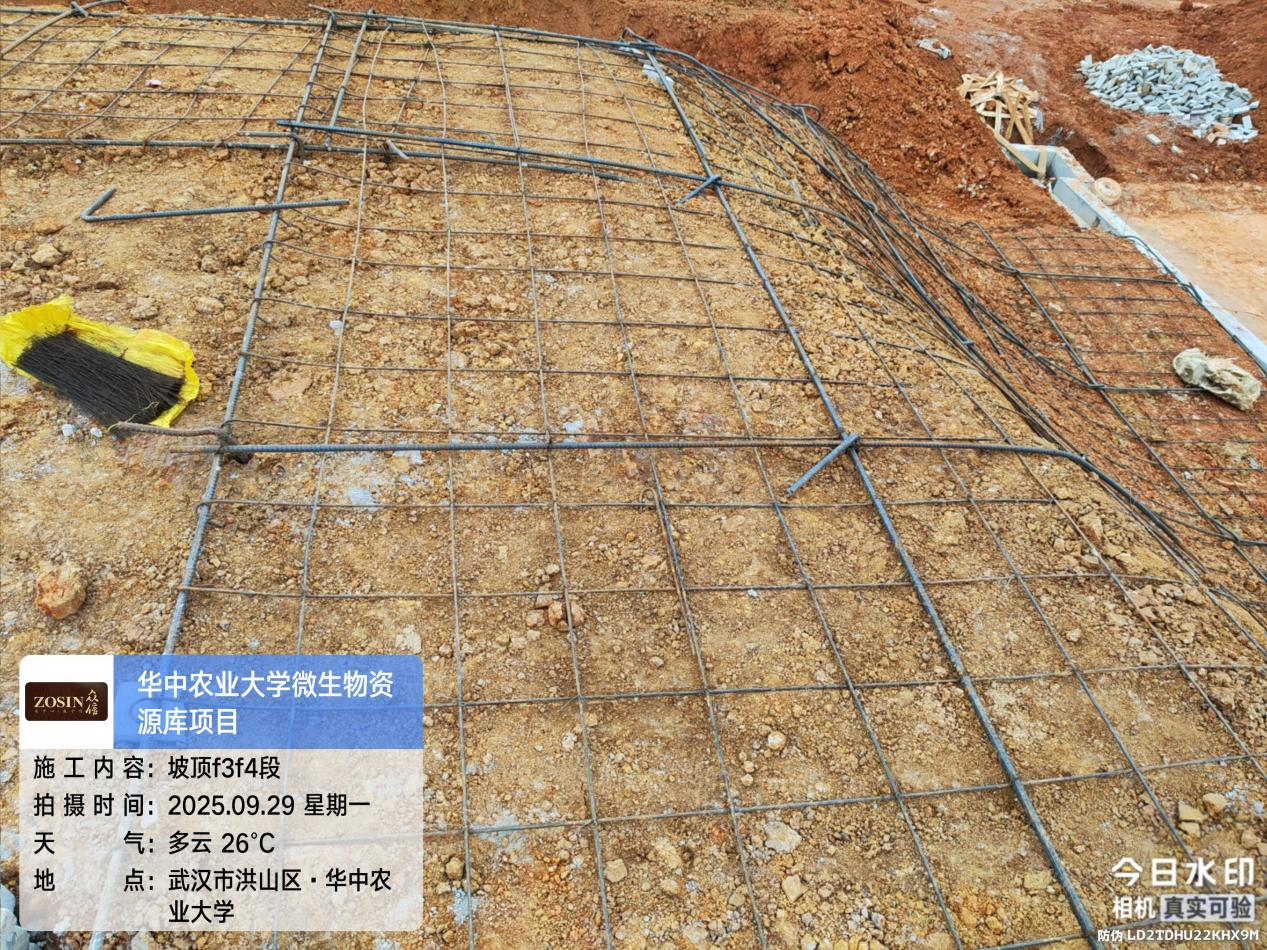 ZOSIN 众信
华中农业大学微生物资
源库项目
施工内容：坡顶f3f4段
拍摄时间：2025.09.29 星期一
天气：多云 26°C
地点：武汉市洪山区·华中农
业大学
今日水印
相机 真实可验
防伪 LD2TDHU22KHX9M